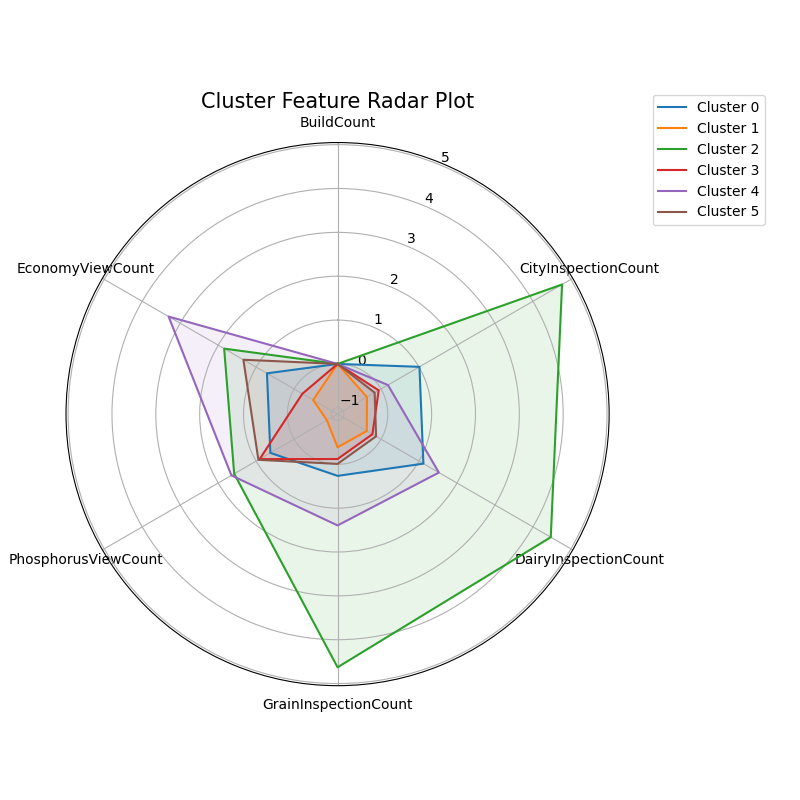 Cluster Feature Radar Plot
BuildCount
Cluster 0
Cluster 1
Cluster 2
Cluster 3
Cluster 4
Cluster 5
5
4
3
2
1
0
−1
EconomyViewCount
CityInspectionCount
PhosphorusViewCount
DairyInspectionCount
GrainInspectionCount